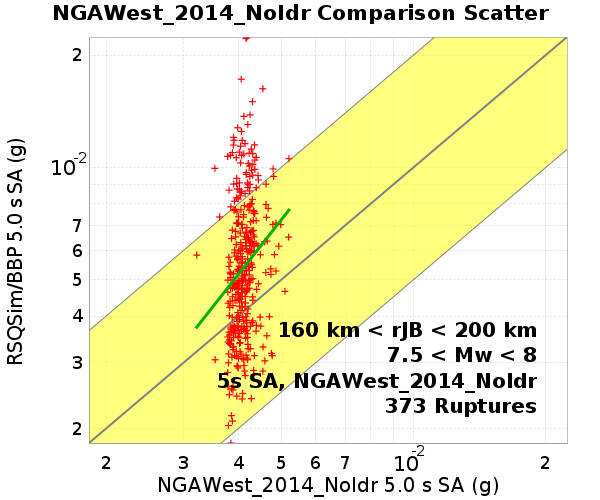 NGAWest_2014_NoIdr Comparison Scatter
RSQSim/BBP 5.0 s SA (g)
2
10-2
7
6
5
4
3
2
160 km < rJB < 200 km
7.5 < Mw < 8
5s SA, NGAWest_2014_NoIdr
373 Ruptures
2 3 4 5 6 7 10-2 2
NGAWest_2014_NoIdr 5.0 s SA (g)